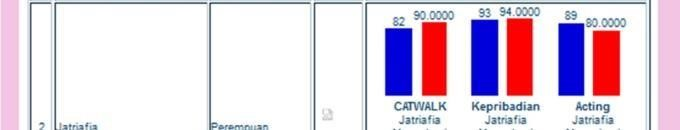 82 90.0000 93 94.0000 89 80.0000
CATWALK Kepribadian Acting
Jatriafia Jatriafia Jatriafia
2 Jatriafia Perempuan